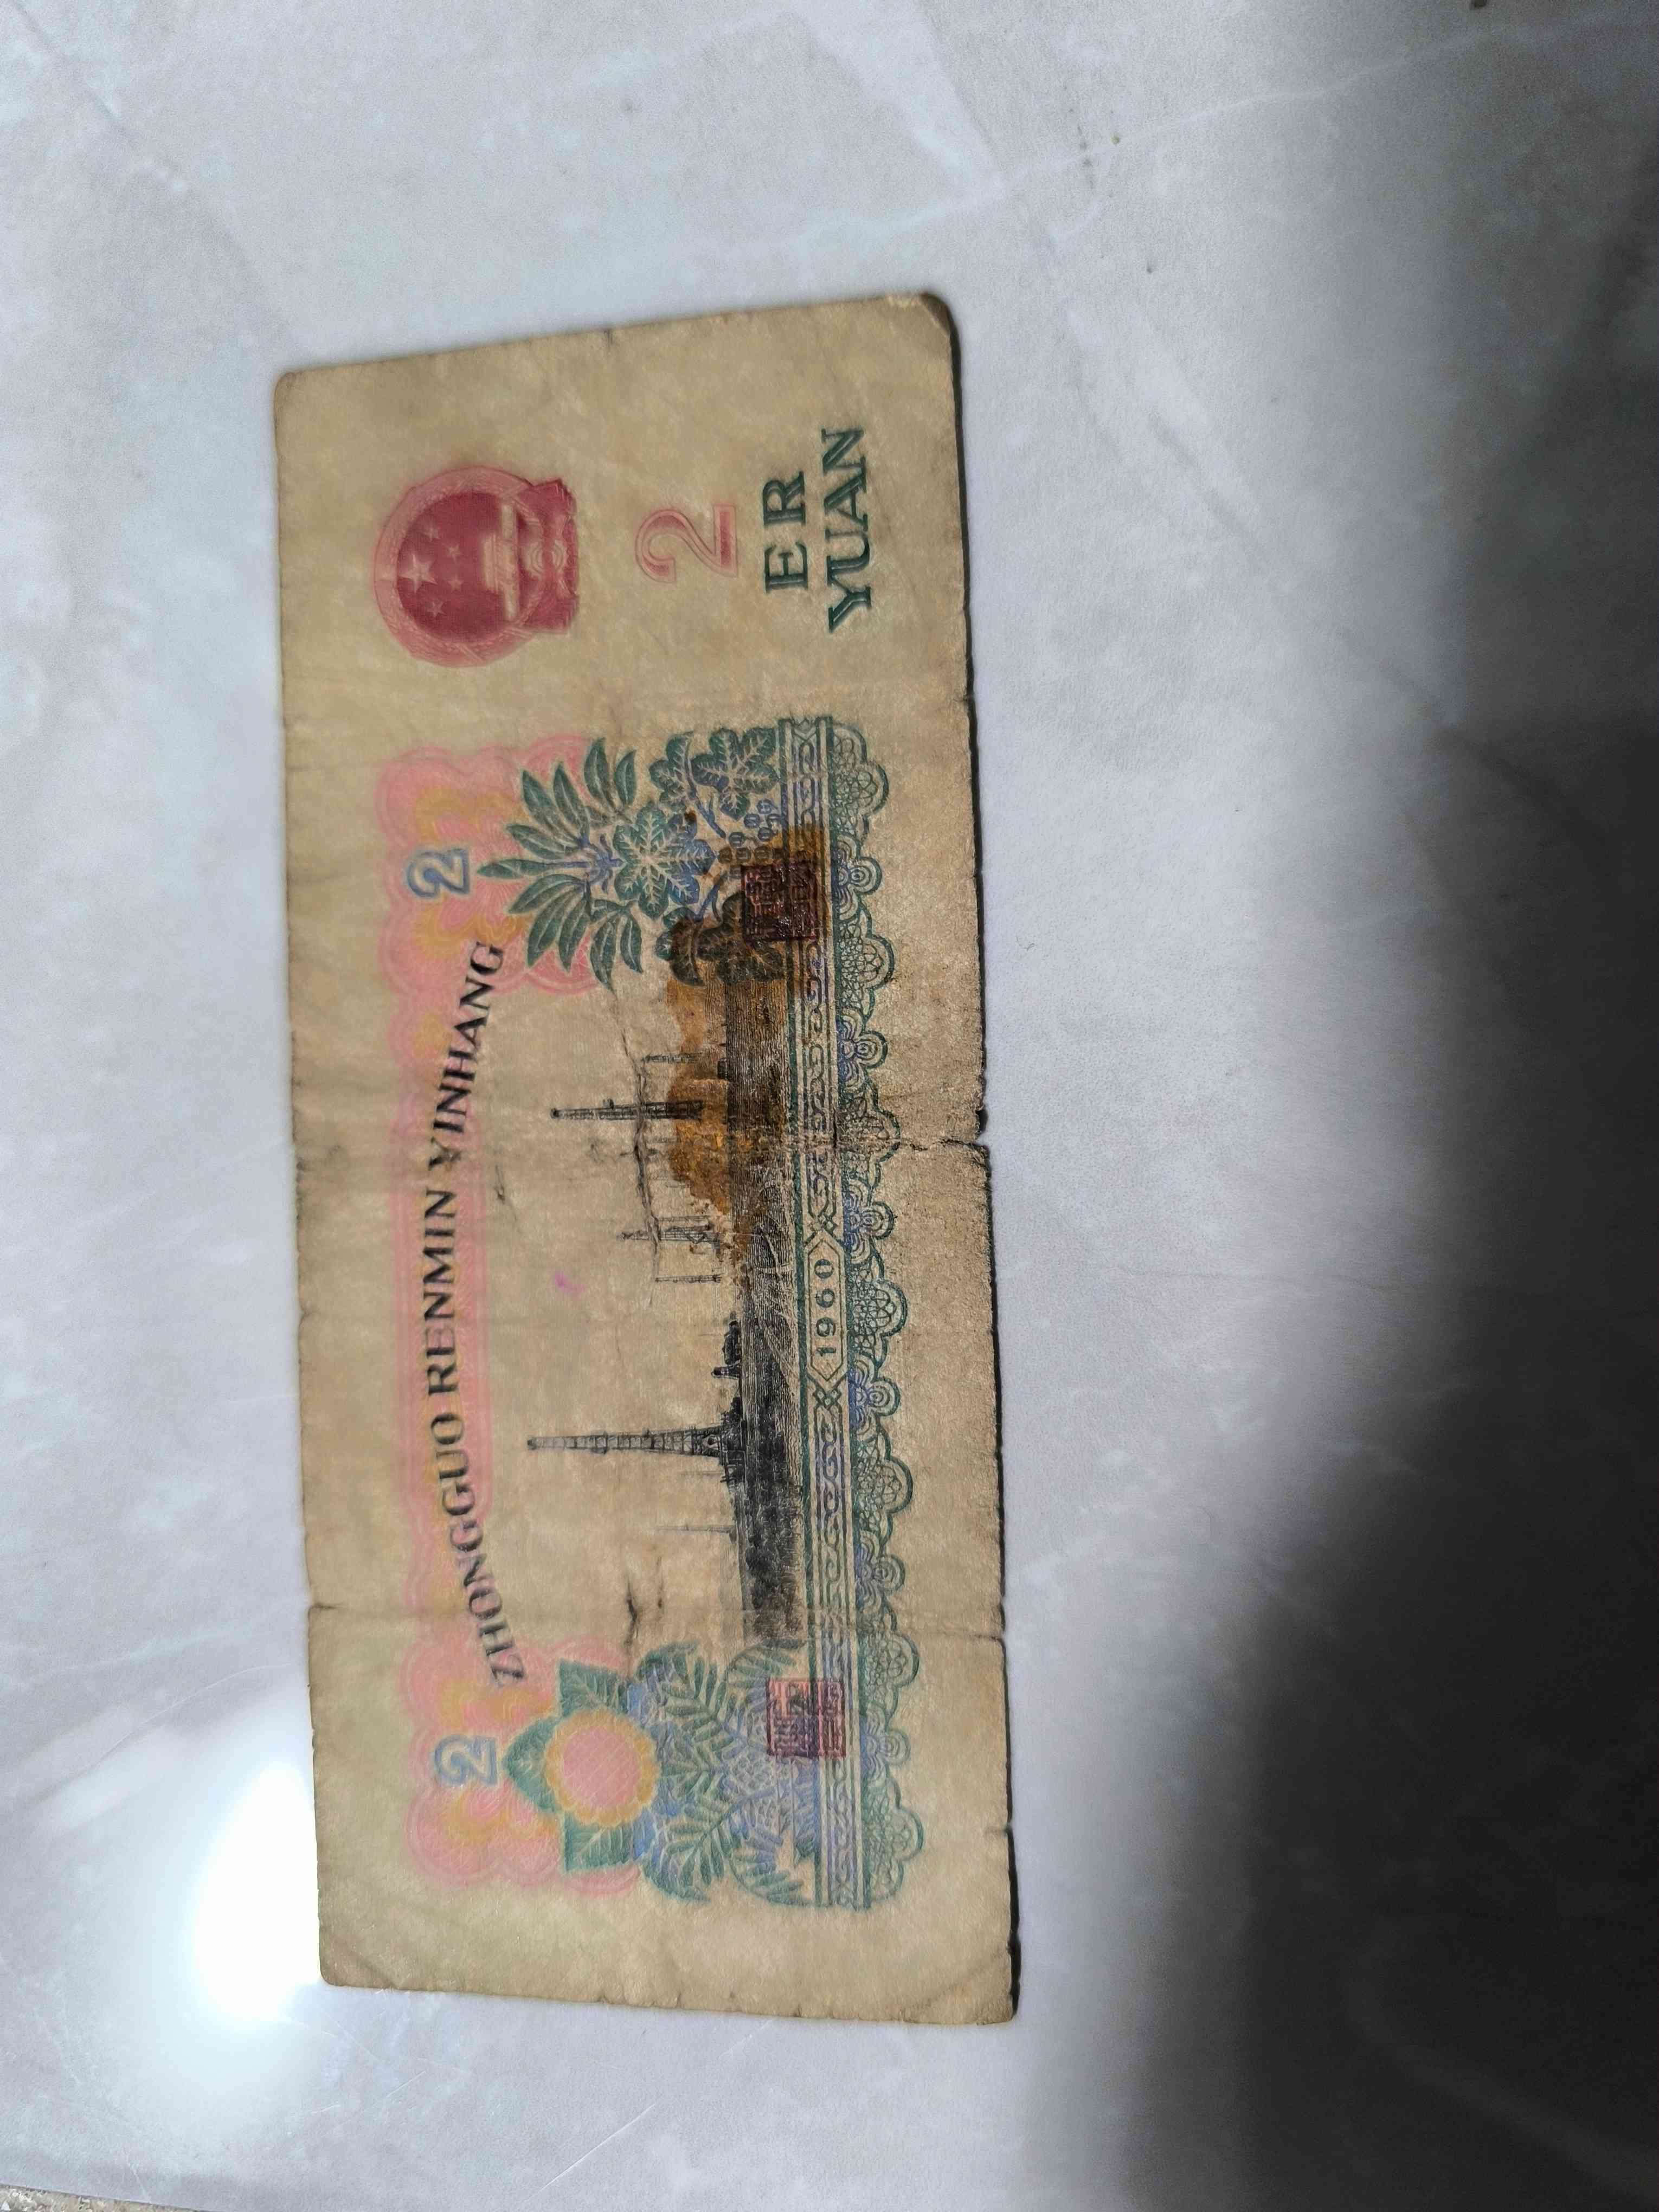 ZHONGGUO RENMIN YINHANG
2
2
2
ER
YUAN
1960